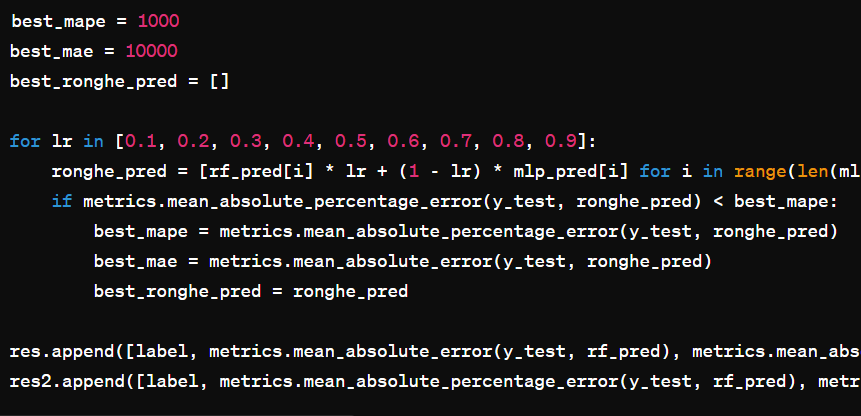 best_mape = 1000
best_mae = 10000
best_ronghe_pred = []
for lr in [0.1, 0.2, 0.3, 0.4, 0.5, 0.6, 0.7, 0.8, 0.9]:
ronghe_pred = [rf_pred[i] * lr + (1 - lr) * mlp_pred[i] for i in range(len(ml
if metrics.mean_absolute_percentage_error(y_test, ronghe_pred) < best_mape:
best_mape = metrics.mean_absolute_percentage_error(y_test, ronghe_pred)
best_mae = metrics.mean_absolute_error(y_test, ronghe_pred)
best_ronghe_pred = ronghe_pred
res.append([label, metrics.mean_absolute_error(y_test, rf_pred), metrics.mean_abs
res2.append([label, metrics.mean_absolute_percentage_error(y_test, rf_pred), metr